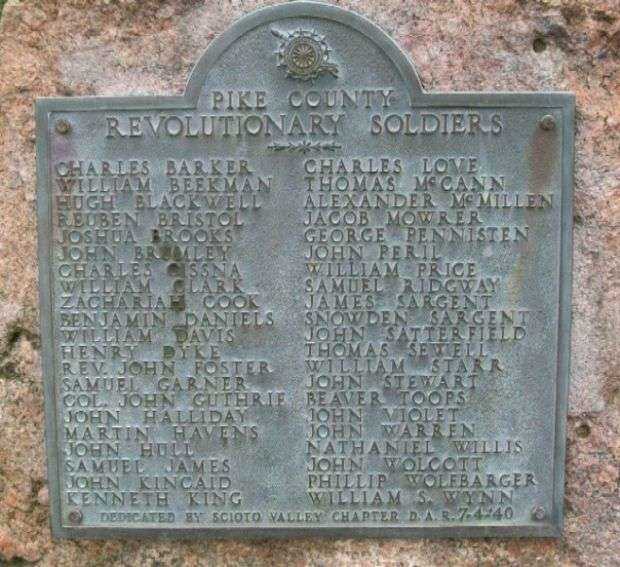 PIKE COUNTY
REVOLUTIONARY SOLDIERS
CHARLES BARKER
WILLIAM BEEKMAN
HUGH BLACKWELL
REUBEN BRISTOL
JOSHUA BROOKS
JOHN BRUMLEY
CHARLES CISSNA
WILLIAM CLARK
ZACHARIAH COOK
BENJAMIN DANIELS
WILLIAM DAVIS
HENRY DYKE
REV. JOHN FOSTER
SAMUEL GARNER
COL. JOHN GUTHRIE
JOHN HALLIDAY
MARTIN HAVENS
JOHN HULL
SAMUEL JAMES
JOHN KINCAID
KENNETH KING
CHARLES LOVE
THOMAS McCANN
ALEXANDER McMILLEN
JACOB MOWRER
GEORGE PENNISTEN
JOHN PERIL
WILLIAM PRICE
SAMUEL RIDGWAY
JAMES SARGENT
SNOWDEN SARGENT
JOHN SATTERFIELD
THOMAS SEWELL
WILLIAM STARR
JOHN STEWART
BEAVER TOOPS
JOHN VIOLET
JOHN WARREN
NATHANIEL WILLIS
JOHN WOLCOTT
PHILLIP WOLFBARGER
WILLIAM S. WYNN
DEDICATED BY SCIOTO VALLEY CHAPTER D.A.R. 7-4-40